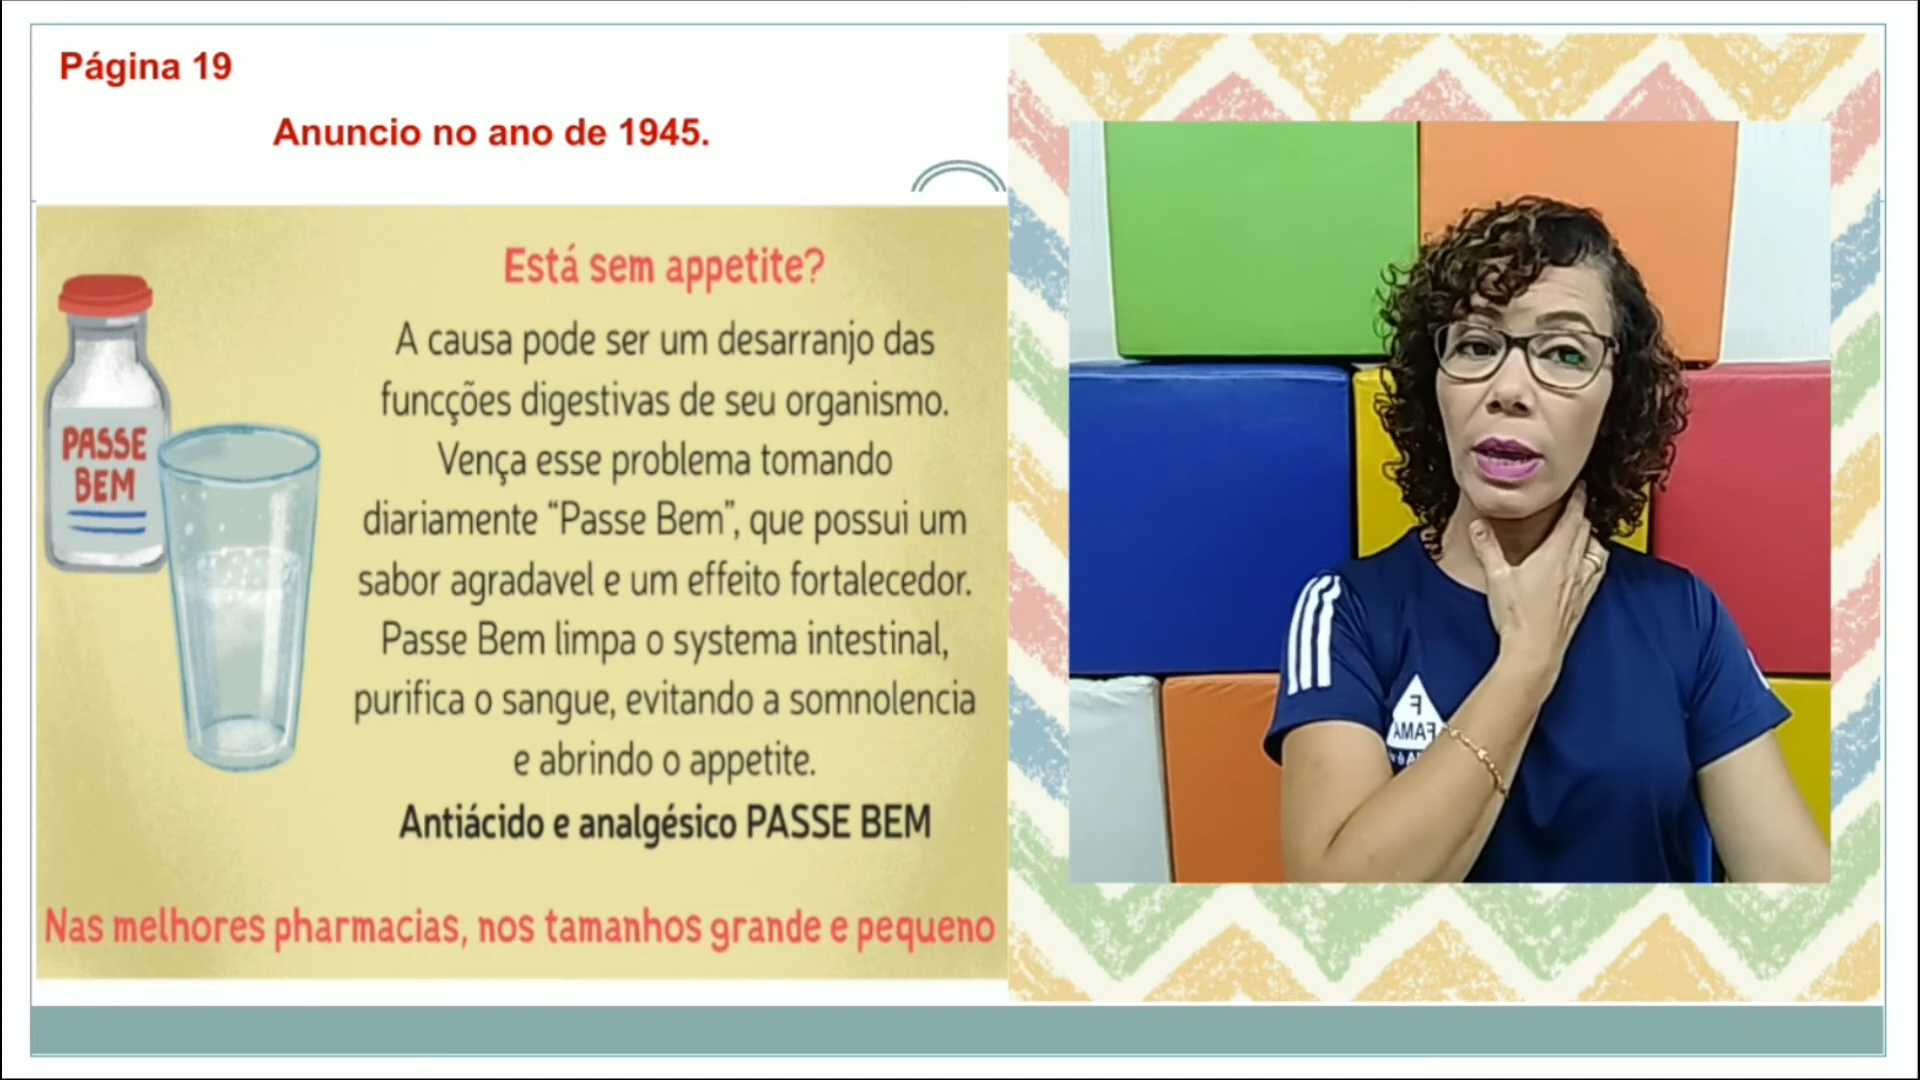 Página 19
Anuncio no ano de 1945.
Está sem appetite?
A causa pode ser um desarranjo das
funcções digestivas de seu organismo.
Vença esse problema tomando
diariamente “Passe Bem”, que possui um
sabor agradavel e um effeito fortalecedor.
Passe Bem limpa o systema intestinal,
purifica o sangue, evitando a somnolencia
e abrindo o appetite.
Antiácido e analgésico PASSE BEM
Nas melhores pharmacias, nos tamanhos grande e pequeno
PASSE
BEM
F
FAMA